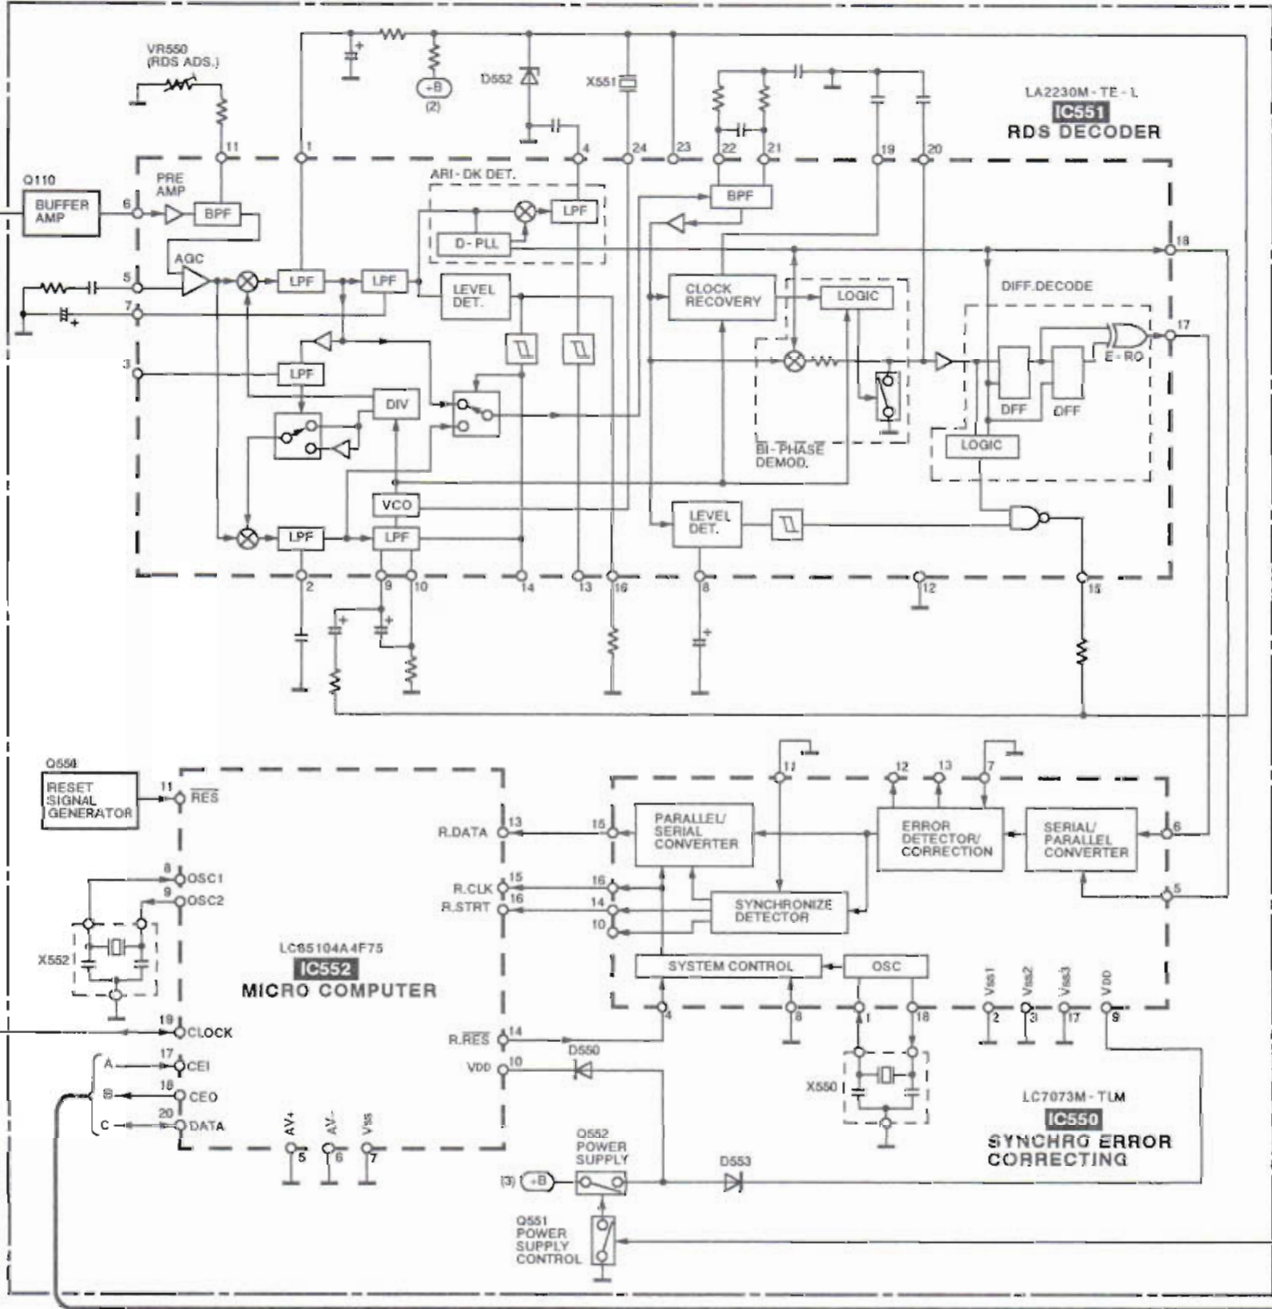 VR550
(RDS ADS.)
+B
(2)
D552
X551
LA2230M-TE-L
IC551
RDS DECODER
11
1
4
24
23
22
21
19
20
Q110
BUFFER
AMP
6
PRE
AMP
BPF
ARI-DK DET.
LPF
D-PLL
BPF
18
AGC
5
7
LPF
LPF
LEVEL
DET.
CLOCK
RECOVERY
LOGIC
DIFF.DECODE
17
3
LPF
DIV
E-RO
DFF
DFF
LOGIC
BI-PHASE
DEMOD.
VCO
LPF
LPF
LEVEL
DET.
2
9
10
14
13
16
8
12
15
Q558
RESET
SIGNAL
GENERATOR
11
RES
8
OSC1
9
OSC2
X552
LC65104A4F75
IC552
MICRO COMPUTER
19
CLOCK
A
17
CEI
B
18
CEO
C
20
DATA
AV+
AV-
Vss
5
6
7
R.DATA
13
R.CLK
15
R.STRT
16
R.RES
14
VDD
10
11
12
13
7
15
PARALLEL/
SERIAL
CONVERTER
ERROR
DETECTOR/
CORRECTION
SERIAL/
PARALLEL
CONVERTER
6
5
16
14
10
SYNCHRONIZE
DETECTOR
SYSTEM CONTROL
OSC
Vss1
Vss2
Vss3
VDD
4
8
1
18
2
3
17
9
D550
X550
LC7073M-TLM
IC550
SYNCHRO ERROR
CORRECTING
Q552
POWER
SUPPLY
(3)
+B
D553
Q551
POWER
SUPPLY
CONTROL